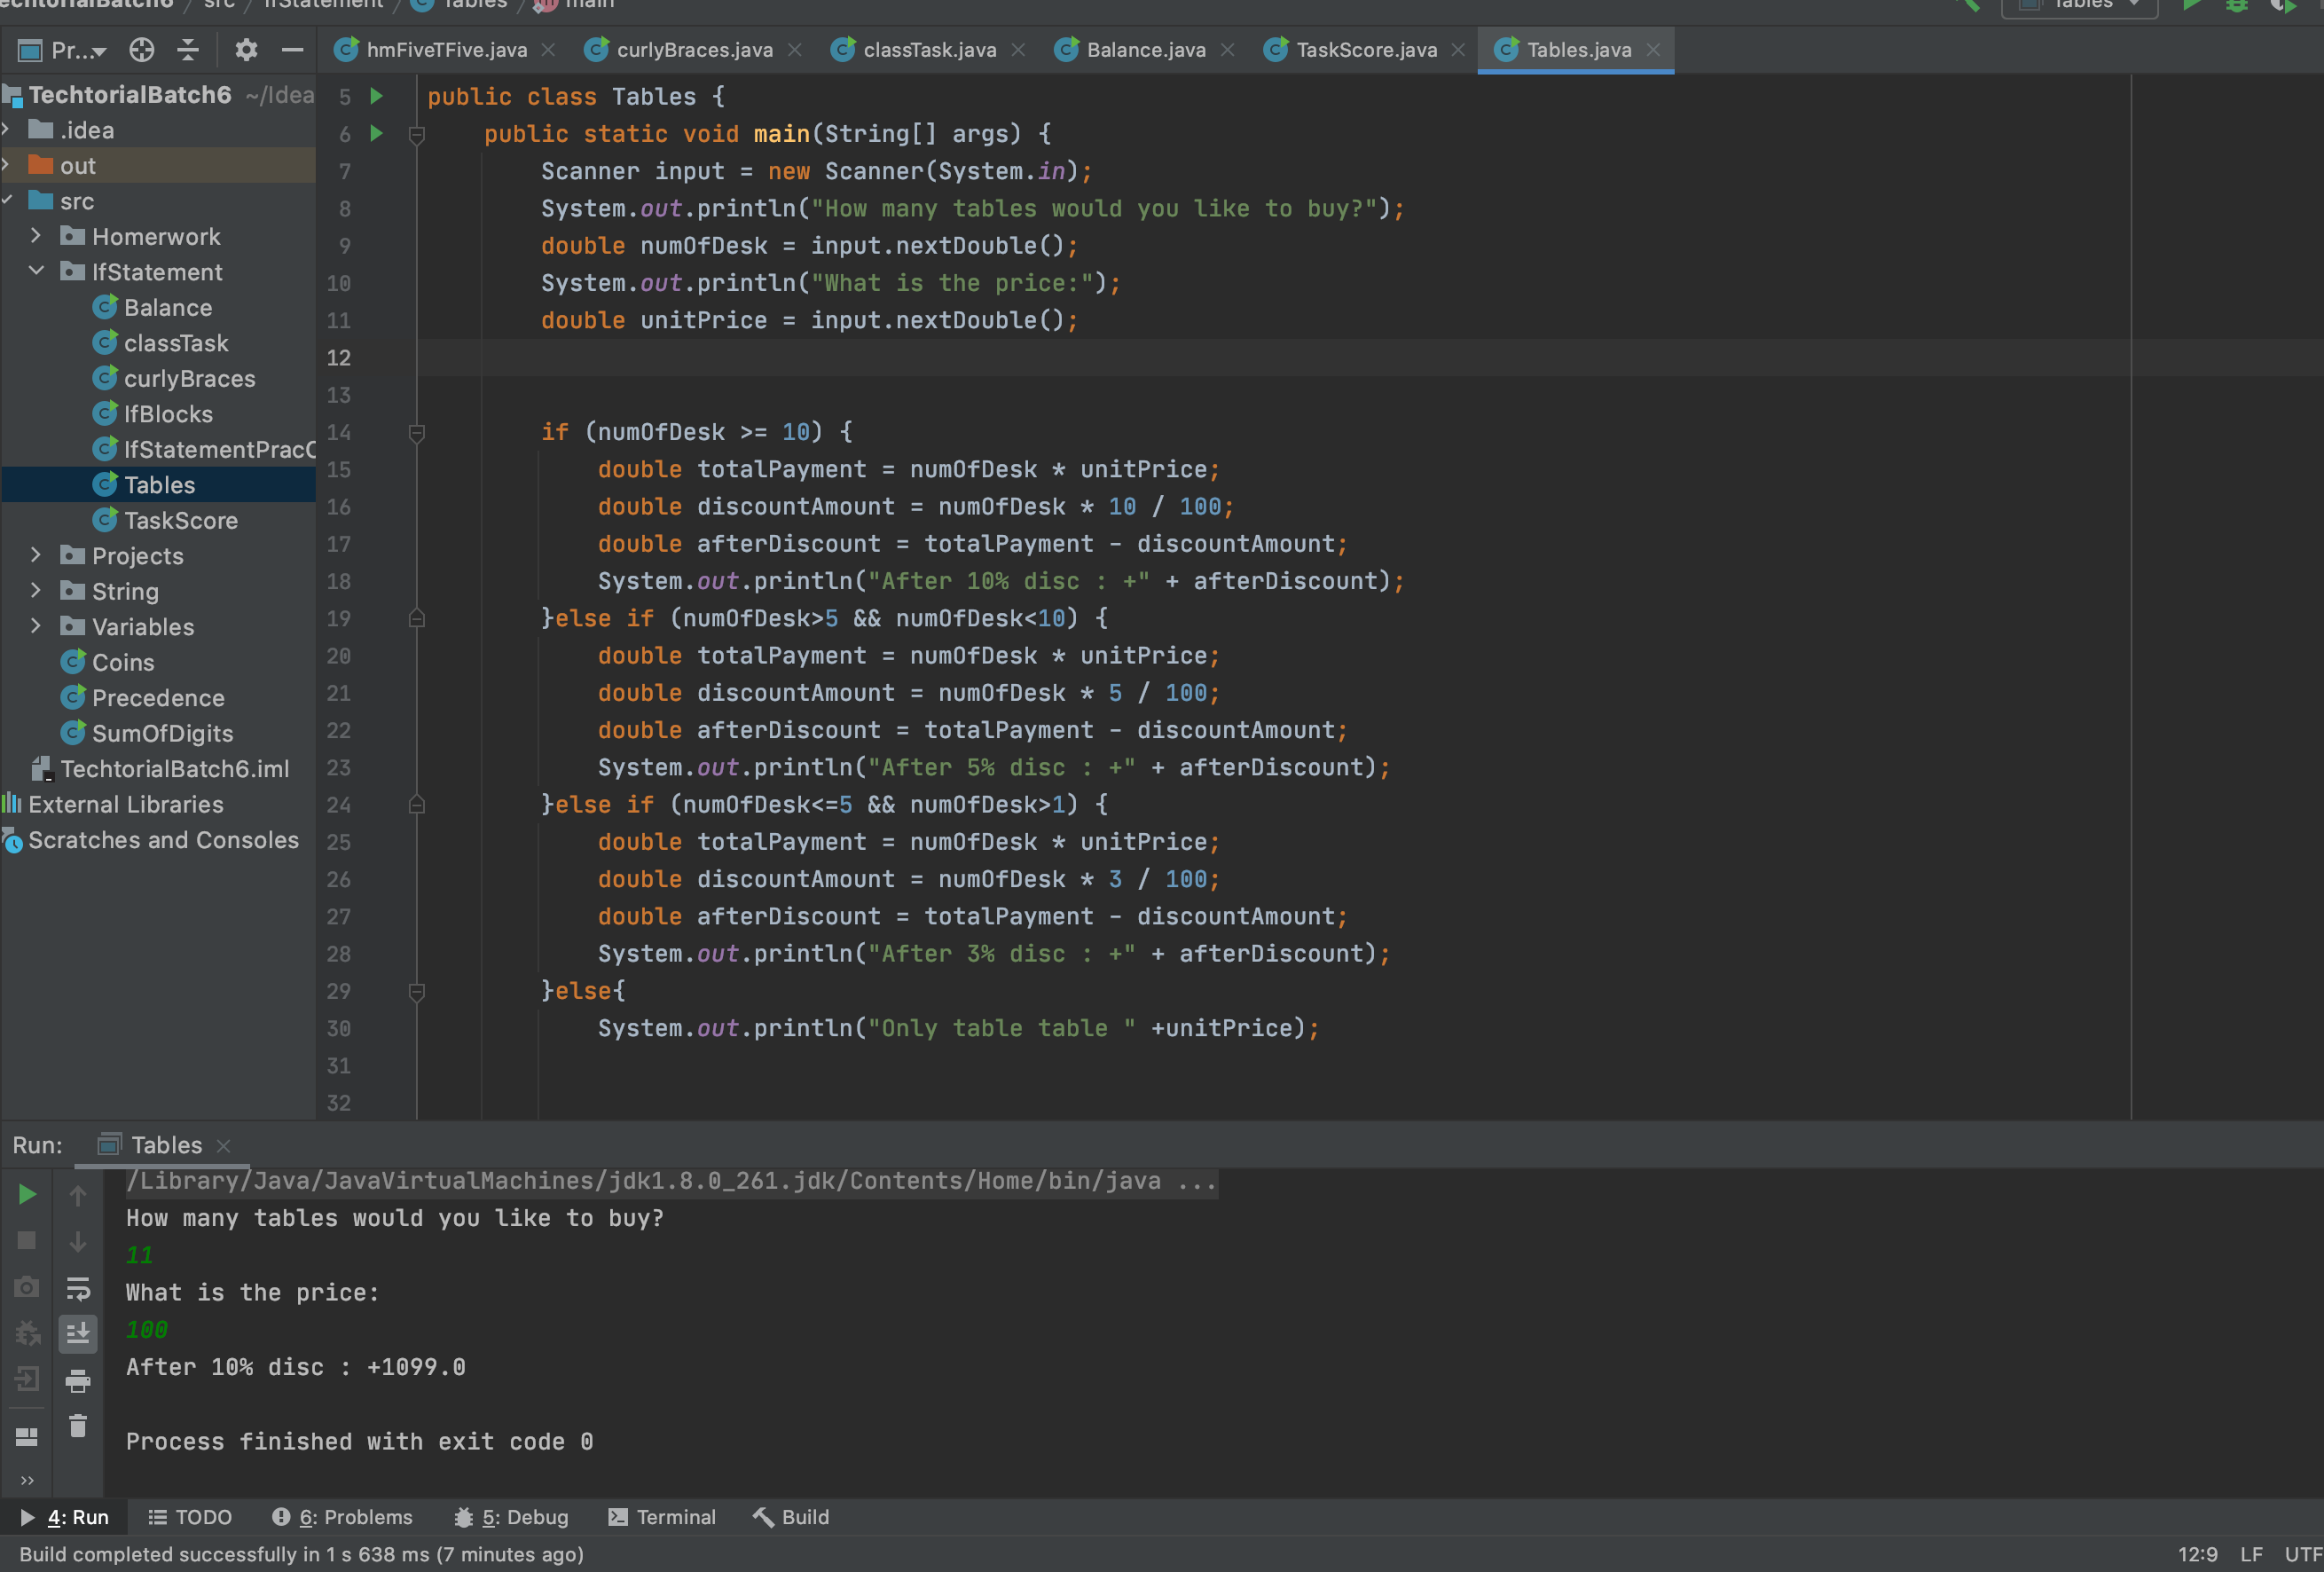 TechtorialBatch6 / src / IfStatement / Tables / main
Tables
Pr...
hmFiveTFive.java
curlyBraces.java
classTask.java
Balance.java
TaskScore.java
Tables.java
TechtorialBatch6 ~/Idea
.idea
out
src
Homerwork
IfStatement
Balance
classTask
curlyBraces
IfBlocks
IfStatementPrac
Tables
TaskScore
Projects
String
Variables
Coins
Precedence
SumOfDigits
TechtorialBatch6.iml
External Libraries
Scratches and Consoles
5 public class Tables {
6 public static void main(String[] args) {
7 Scanner input = new Scanner(System.in);
8 System.out.println("How many tables would you like to buy?");
9 double numOfDesk = input.nextDouble();
10 System.out.println("What is the price:");
11 double unitPrice = input.nextDouble();
12
13
14 if (numOfDesk >= 10) {
15 double totalPayment = numOfDesk * unitPrice;
16 double discountAmount = numOfDesk * 10 / 100;
17 double afterDiscount = totalPayment - discountAmount;
18 System.out.println("After 10% disc : +" + afterDiscount);
19 }else if (numOfDesk>5 && numOfDesk<10) {
20 double totalPayment = numOfDesk * unitPrice;
21 double discountAmount = numOfDesk * 5 / 100;
22 double afterDiscount = totalPayment - discountAmount;
23 System.out.println("After 5% disc : +" + afterDiscount);
24 }else if (numOfDesk<=5 && numOfDesk>1) {
25 double totalPayment = numOfDesk * unitPrice;
26 double discountAmount = numOfDesk * 3 / 100;
27 double afterDiscount = totalPayment - discountAmount;
28 System.out.println("After 3% disc : +" + afterDiscount);
29 }else{
30 System.out.println("Only table table " +unitPrice);
31
32
Run: Tables
/Library/Java/JavaVirtualMachines/jdk1.8.0_261.jdk/Contents/Home/bin/java ...
How many tables would you like to buy?
11
What is the price:
100
After 10% disc : +1099.0
Process finished with exit code 0
4: Run TODO 6: Problems 5: Debug Terminal Build
Build completed successfully in 1 s 638 ms (7 minutes ago) 12:9 LF UTF